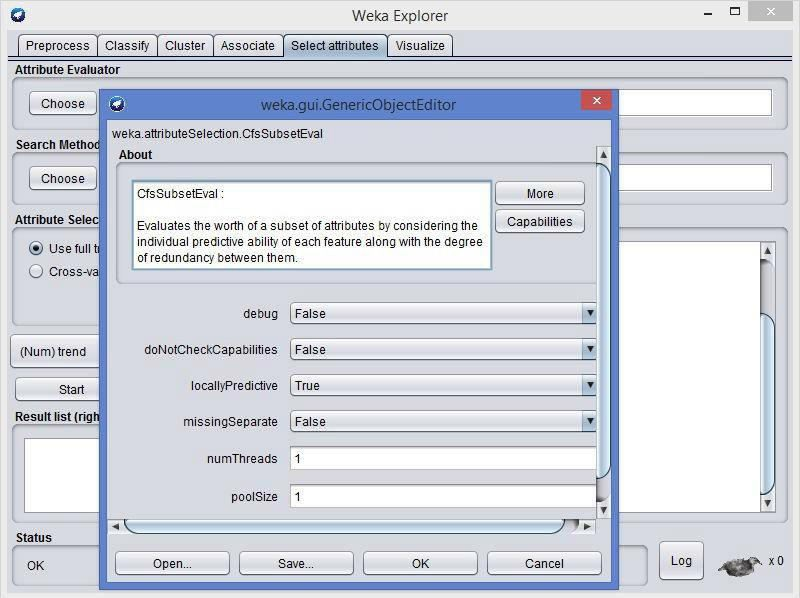 Weka Explorer
Preprocess Classify Cluster Associate Select attributes Visualize
Attribute Evaluator
Choose
Search Method
Choose
Attribute Selec
Use full tr
Cross-va
(Num) trend
Start
Result list (righ
Status
OK
Log
x 0
weka.gui.GenericObjectEditor
weka.attributeSelection.CfsSubsetEval
About
CfsSubsetEval :
Evaluates the worth of a subset of attributes by considering the
individual predictive ability of each feature along with the degree
of redundancy between them.
More
Capabilities
debug False
doNotCheckCapabilities False
locallyPredictive True
missingSeparate False
numThreads 1
poolSize 1
Open... Save... OK Cancel